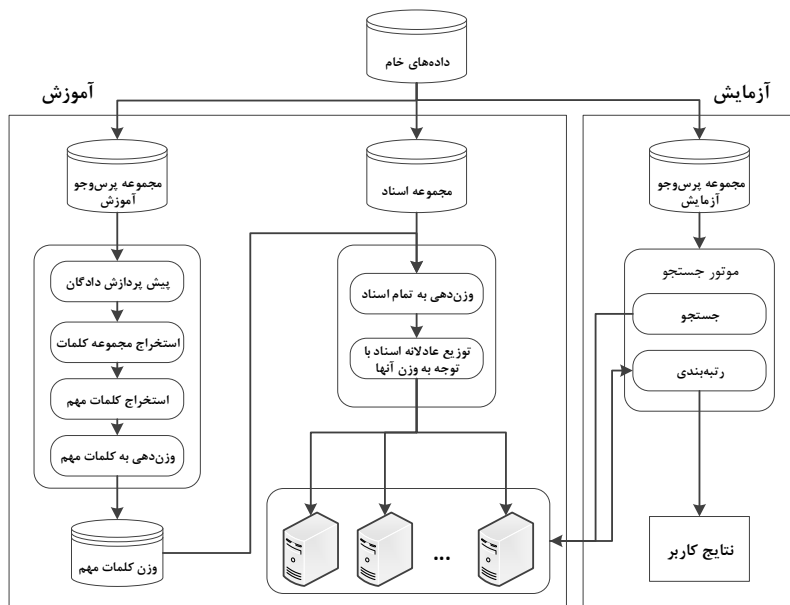 داده‌های خام
آموزش
آزمایش
مجموعه پرس‌وجو
آموزش
مجموعه اسناد
مجموعه پرس‌وجو
آزمایش
پیش پردازش دادگان
استخراج مجموعه کلمات
استخراج کلمات مهم
وزن‌دهی به کلمات مهم
وزن کلمات مهم
وزن‌دهی به تمام اسناد
توزیع عادلانه اسناد با
توجه به وزن آنها
...
موتور جستجو
جستجو
رتبه‌بندی
نتایج کاربر